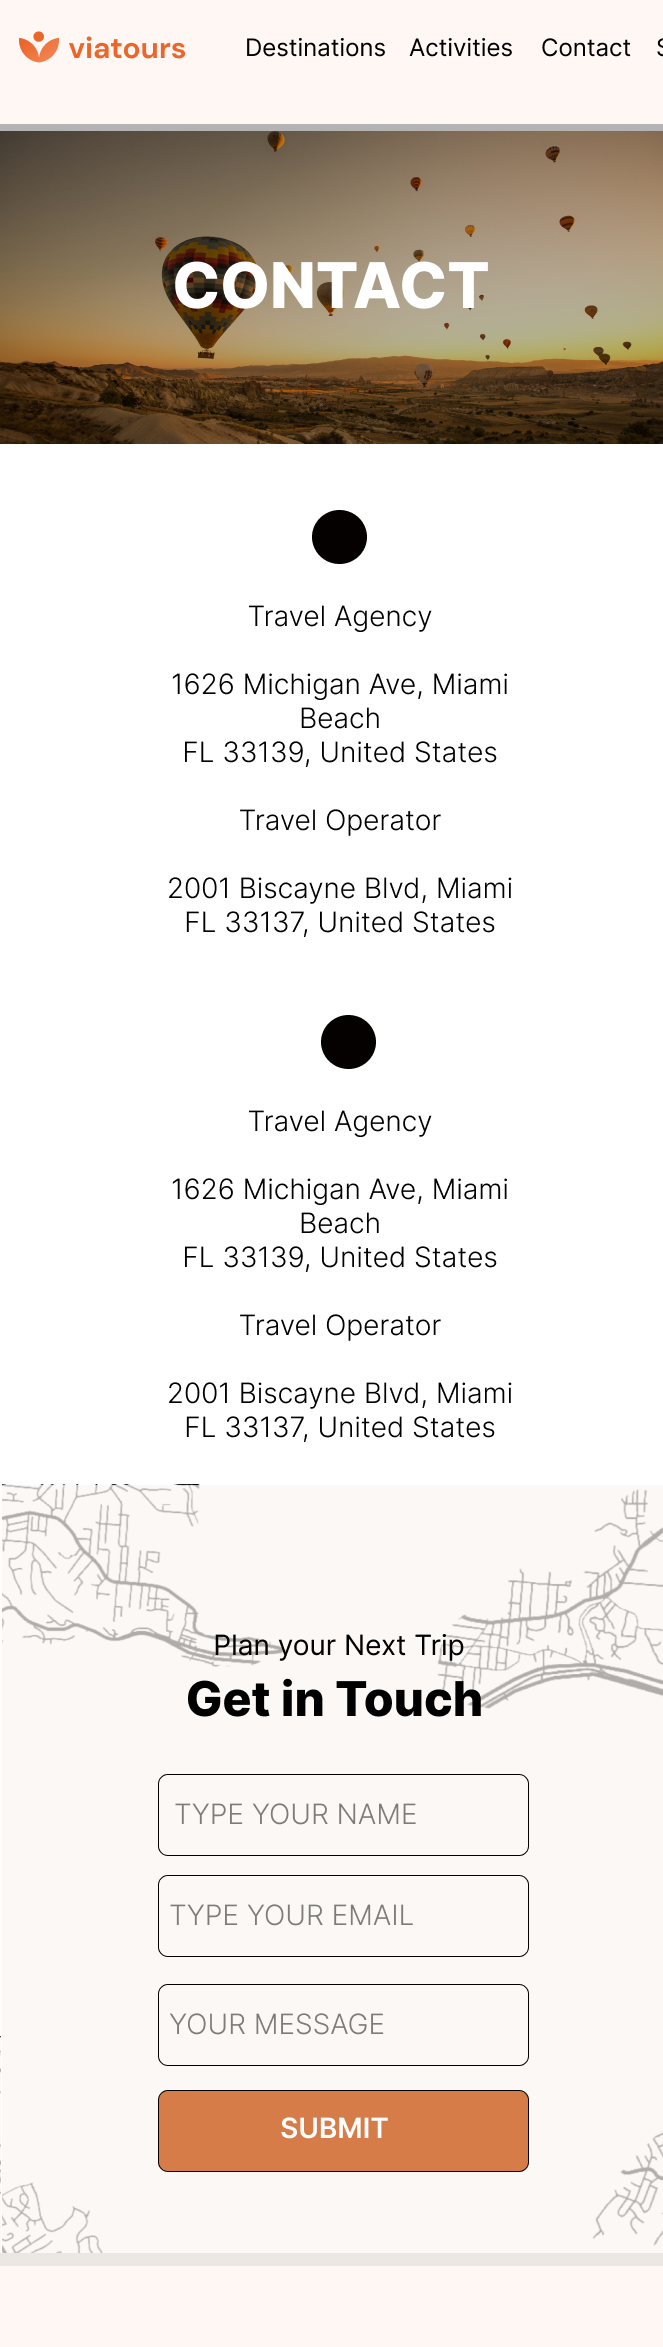 viatours
Destinations Activities Contact S
CONTACT
Travel Agency
1626 Michigan Ave, Miami
Beach
FL 33139, United States
Travel Operator
2001 Biscayne Blvd, Miami
FL 33137, United States
Travel Agency
1626 Michigan Ave, Miami
Beach
FL 33139, United States
Travel Operator
2001 Biscayne Blvd, Miami
FL 33137, United States
Plan your Next Trip
Get in Touch
TYPE YOUR NAME
TYPE YOUR EMAIL
YOUR MESSAGE
SUBMIT